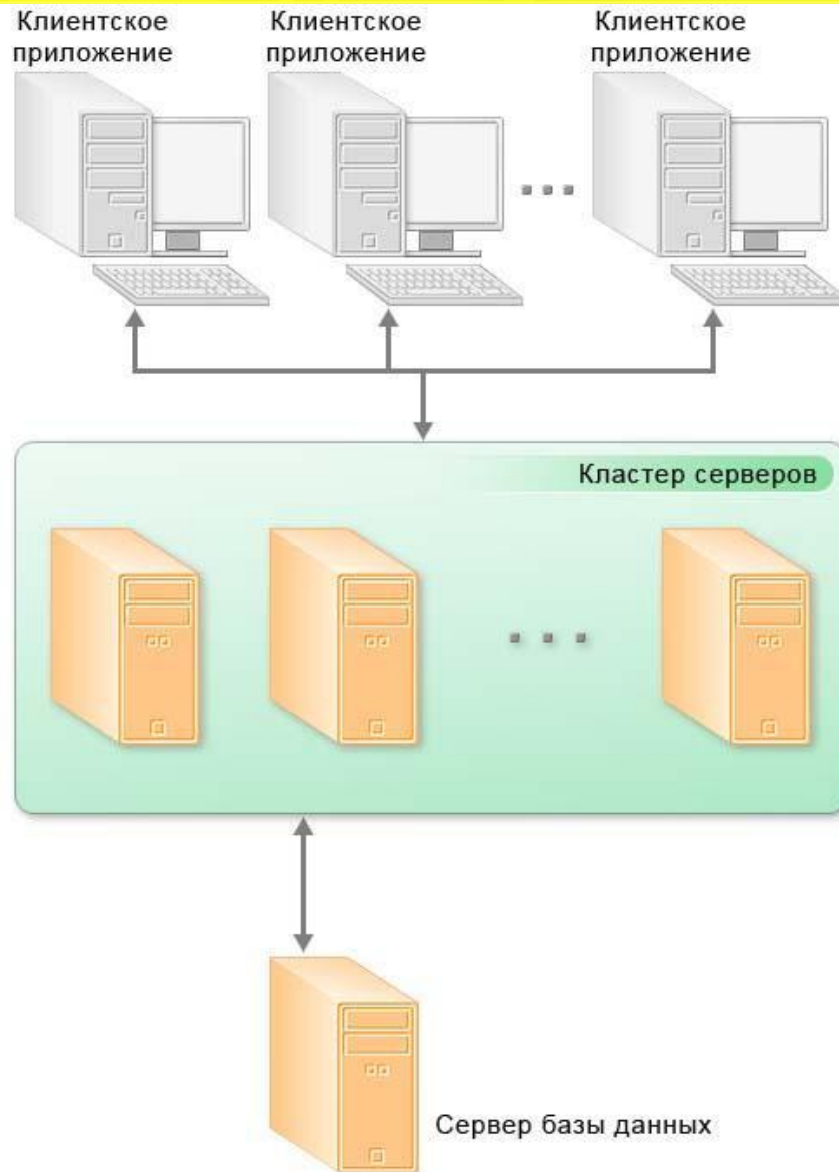 Клиентское приложение
Клиентское приложение
Клиентское приложение
Кластер серверов
Сервер базы данных